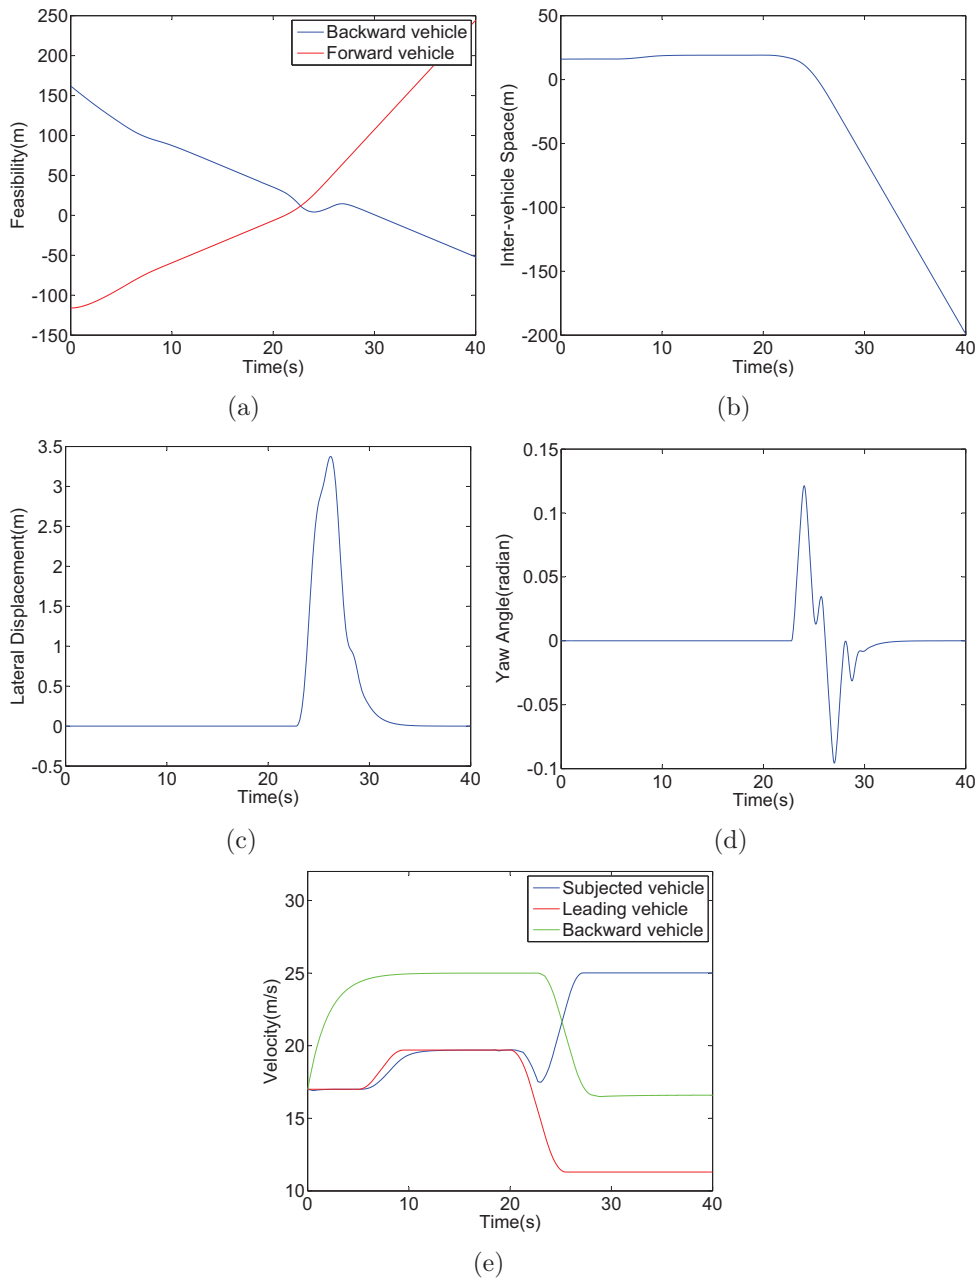 250
200
150
100
50
0
-50
-100
-150
Feasibility(m)
Backward vehicle
Forward vehicle
0 10 20 30 40
Time(s)
(a)
50
0
-50
-100
-150
-200
Inter-vehicle Space(m)
0 10 20 30 40
Time(s)
(b)
3.5
3
2.5
2
1.5
1
0.5
0
-0.5
Lateral Displacement(m)
0 10 20 30 40
Time(s)
(c)
0.15
0.1
0.05
0
-0.05
-0.1
Yaw Angle(radian)
0 10 20 30 40
Time(s)
(d)
30
25
20
15
10
Velocity(m/s)
Subjected vehicle
Leading vehicle
Backward vehicle
0 10 20 30 40
Time(s)
(e)